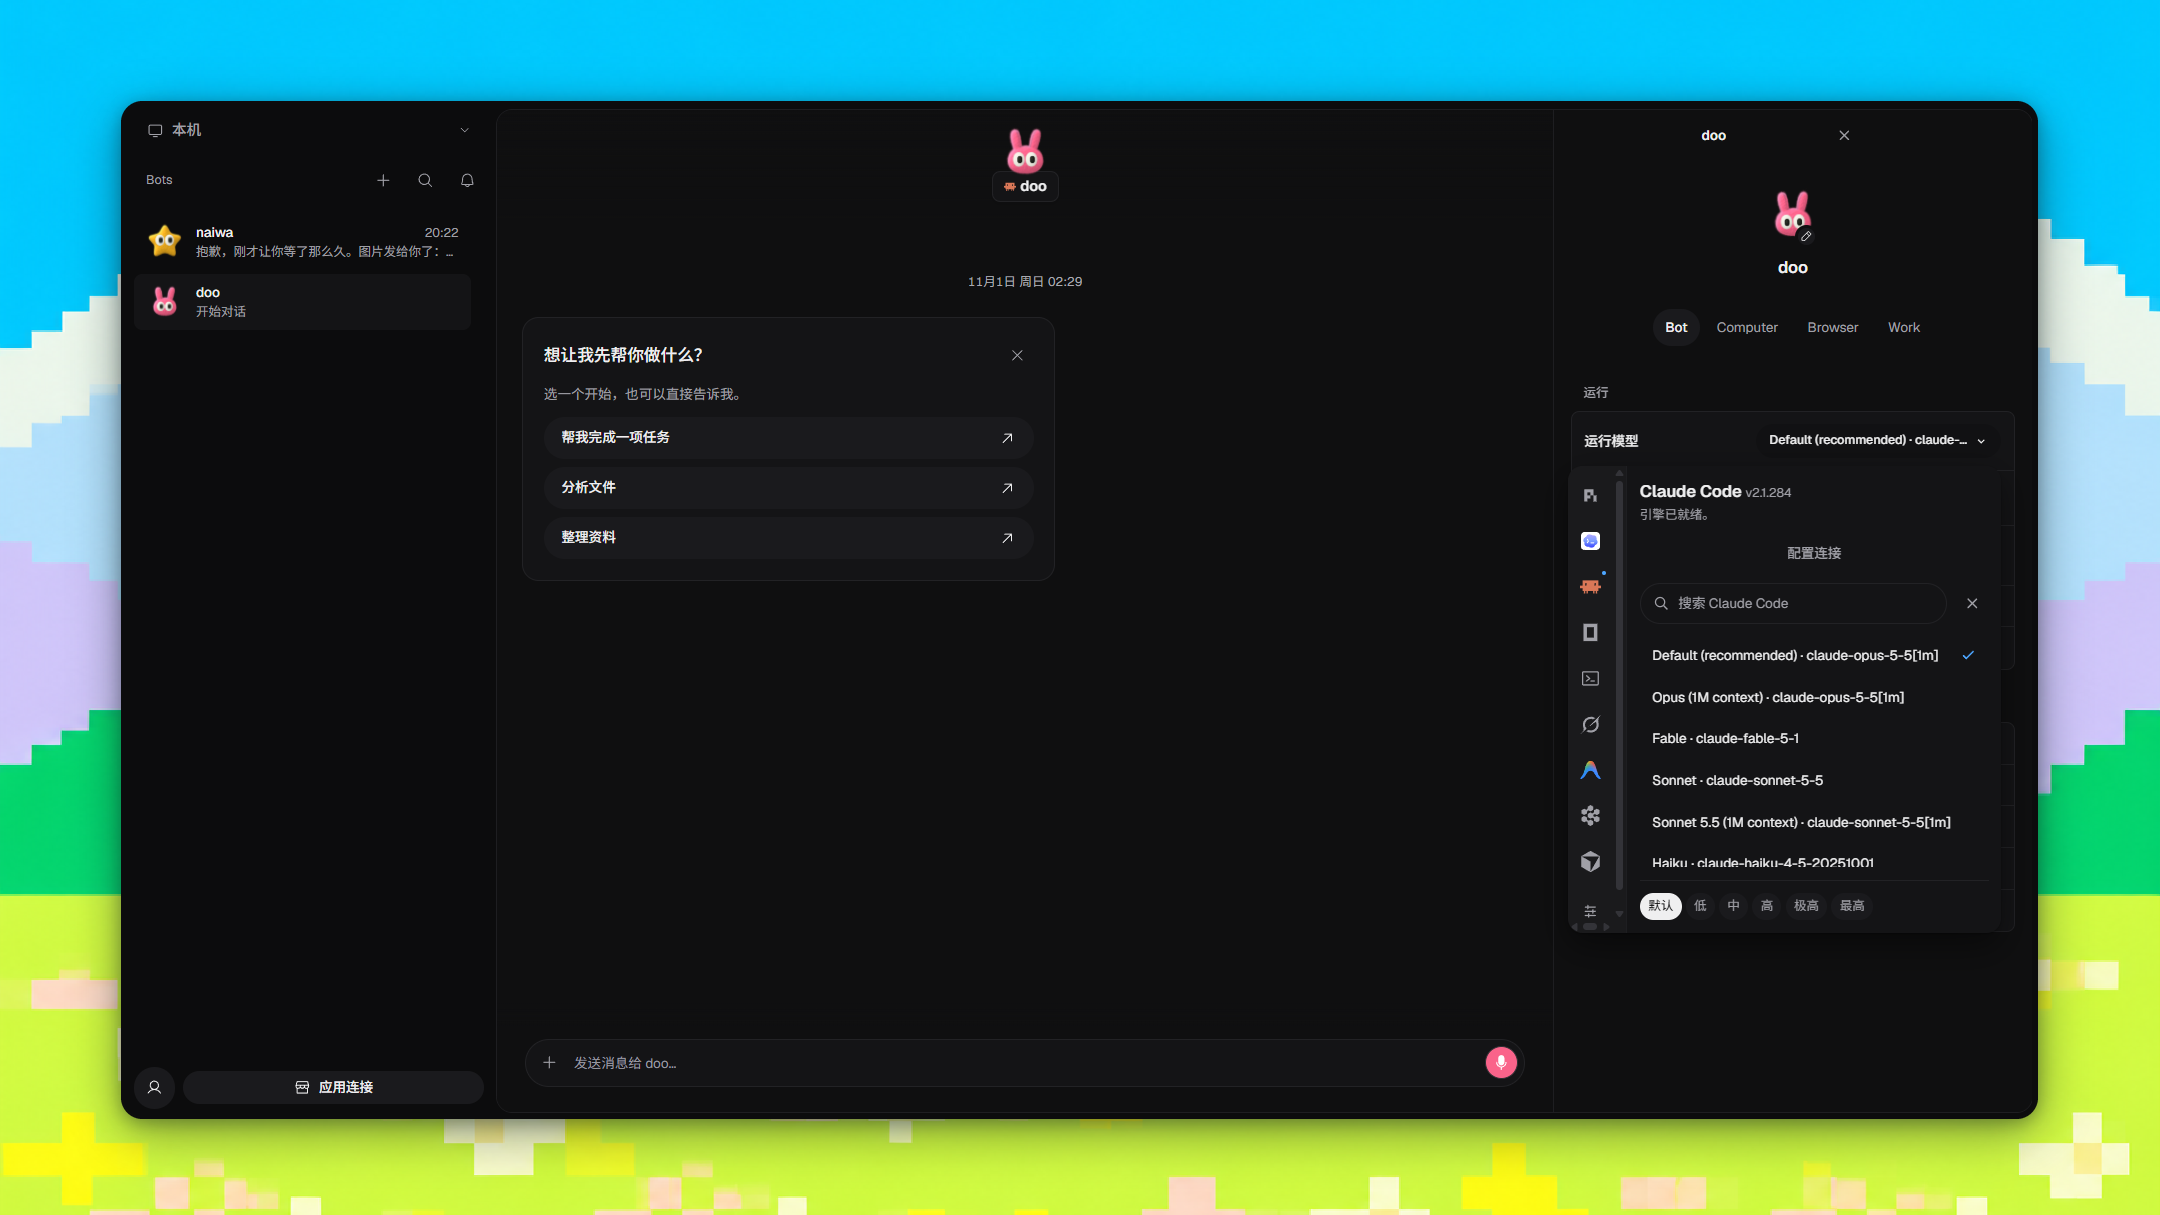 本机
Bots
naiwa
20:22
抱歉，刚才让你等了那么久。图片发给你了：...
doo
开始对话
应用连接
doo
11月1日 周日 02:29
想让我先帮你做什么？
选一个开始，也可以直接告诉我。
帮我完成一项任务
分析文件
整理资料
发送消息给 doo...
doo
doo
Bot
Computer
Browser
Work
运行
运行模型
Default (recommended) · claude-...
Claude Code v2.1.284
引擎已就绪。
配置连接
搜索 Claude Code
Default (recommended) · claude-opus-5-5[1m]
Opus (1M context) · claude-opus-5-5[1m]
Fable · claude-fable-5-1
Sonnet · claude-sonnet-5-5
Sonnet 5.5 (1M context) · claude-sonnet-5-5[1m]
Haiku · claude-haiku-4-5-20251001
默认
低
中
高
极高
最高